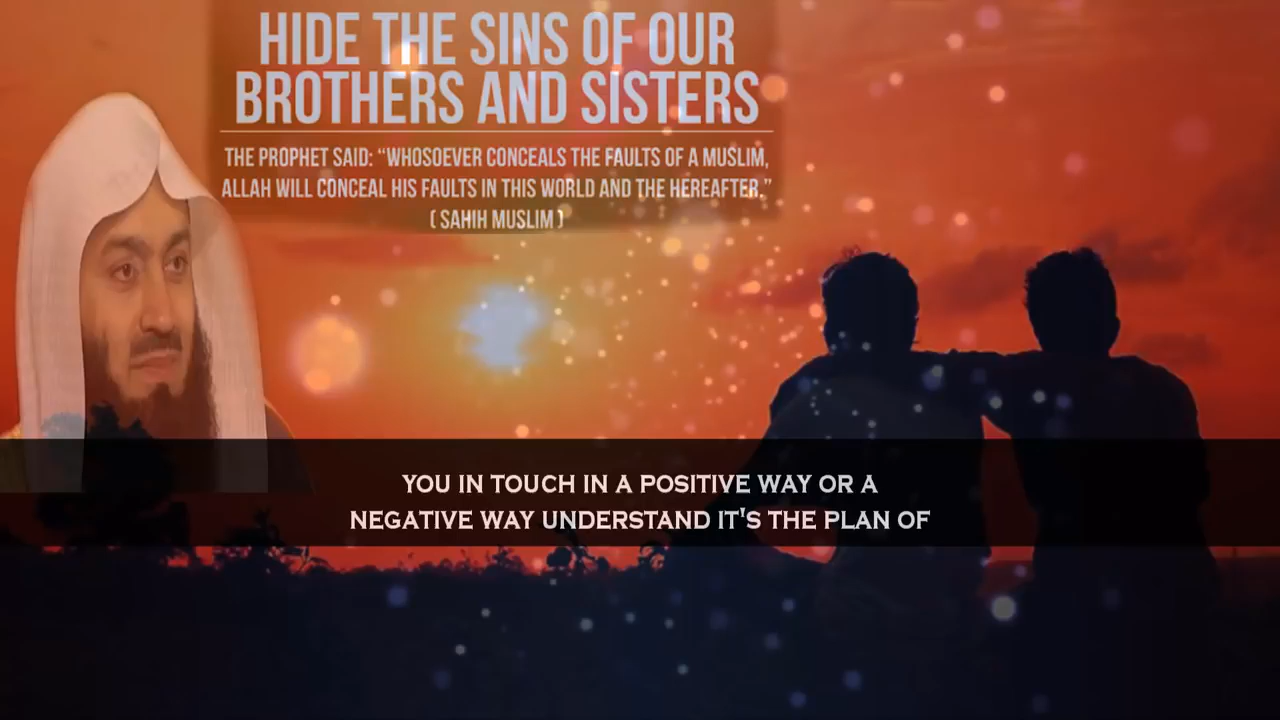 HIDE THE SINS OF OUR
BROTHERS AND SISTERS
THE PROPHET SAID: “WHOSOEVER CONCEALS THE FAULTS OF A MUSLIM,
ALLAH WILL CONCEAL HIS FAULTS IN THIS WORLD AND THE HEREAFTER.”
( SAHIH MUSLIM )
YOU IN TOUCH IN A POSITIVE WAY OR A
NEGATIVE WAY UNDERSTAND IT'S THE PLAN OF